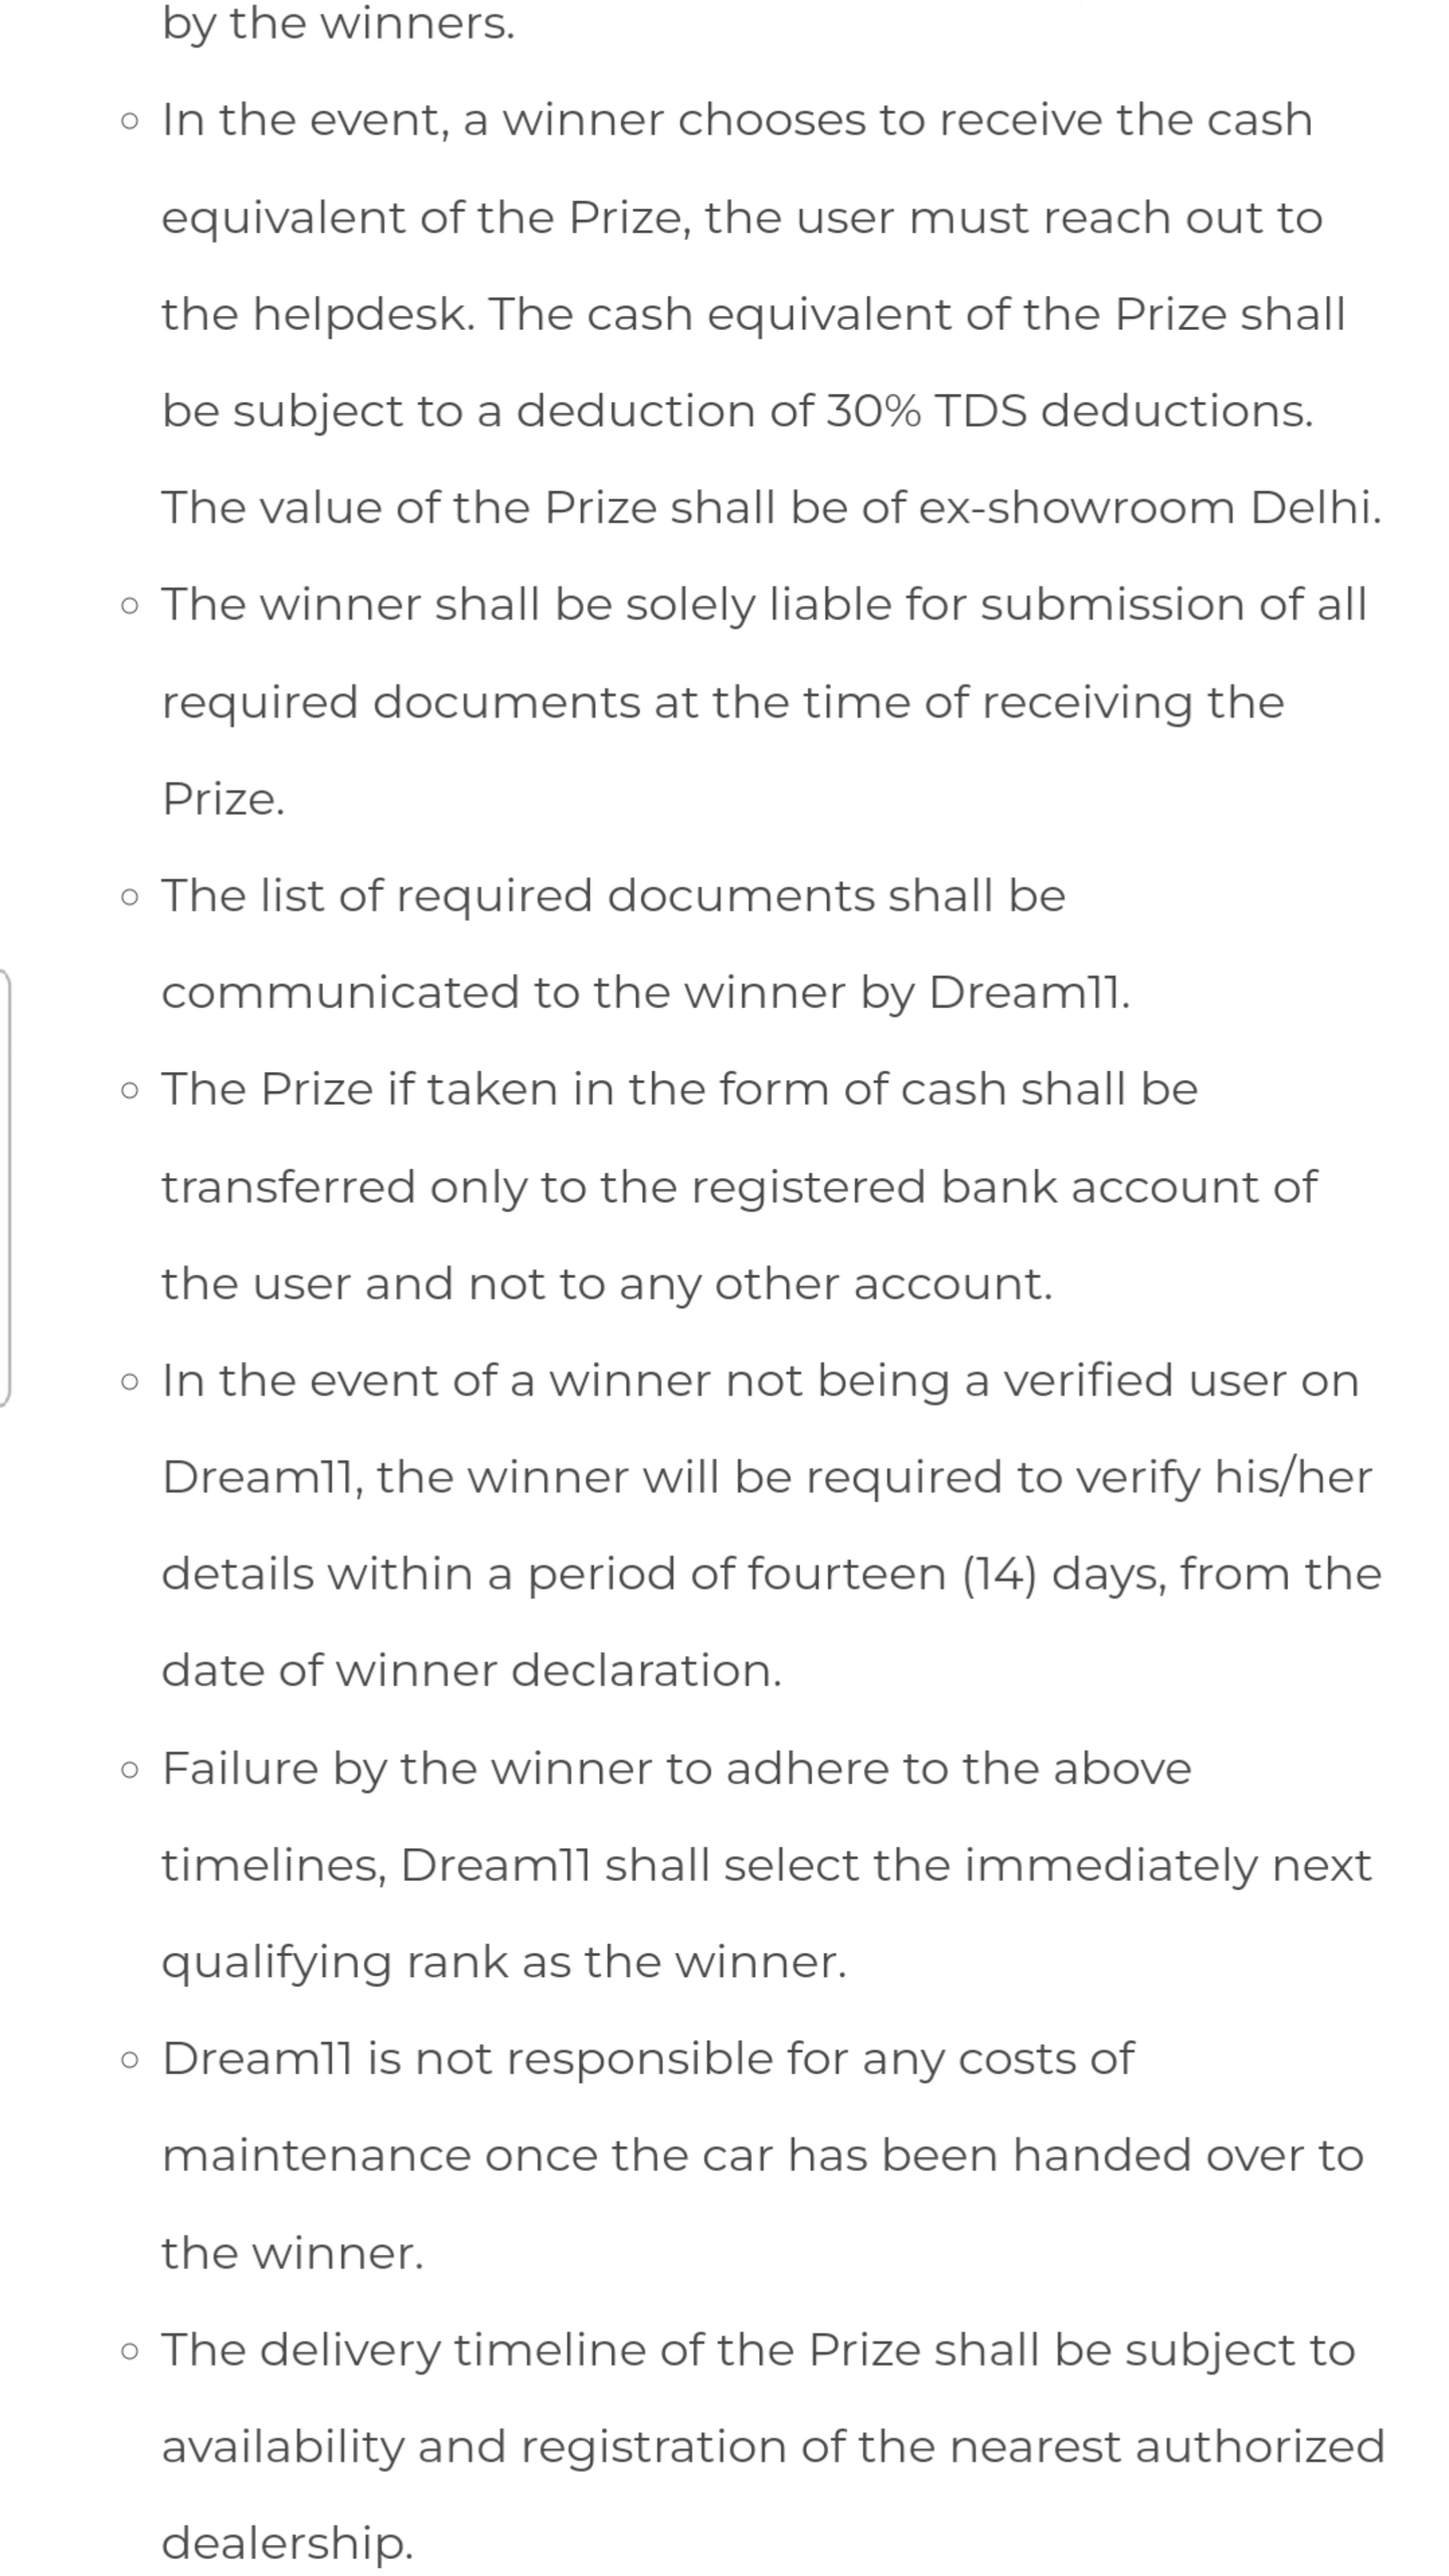 by the winners.
In the event, a winner chooses to receive the cash
equivalent of the Prize, the user must reach out to
the helpdesk. The cash equivalent of the Prize shall
be subject to a deduction of 30% TDS deductions.
The value of the Prize shall be of ex-showroom Delhi.
The winner shall be solely liable for submission of all
required documents at the time of receiving the
Prize.
The list of required documents shall be
communicated to the winner by Dream11.
The Prize if taken in the form of cash shall be
transferred only to the registered bank account of
the user and not to any other account.
In the event of a winner not being a verified user on
Dream11, the winner will be required to verify his/her
details within a period of fourteen (14) days, from the
date of winner declaration.
Failure by the winner to adhere to the above
timelines, Dream11 shall select the immediately next
qualifying rank as the winner.
Dream11 is not responsible for any costs of
maintenance once the car has been handed over to
the winner.
The delivery timeline of the Prize shall be subject to
availability and registration of the nearest authorized
dealership.